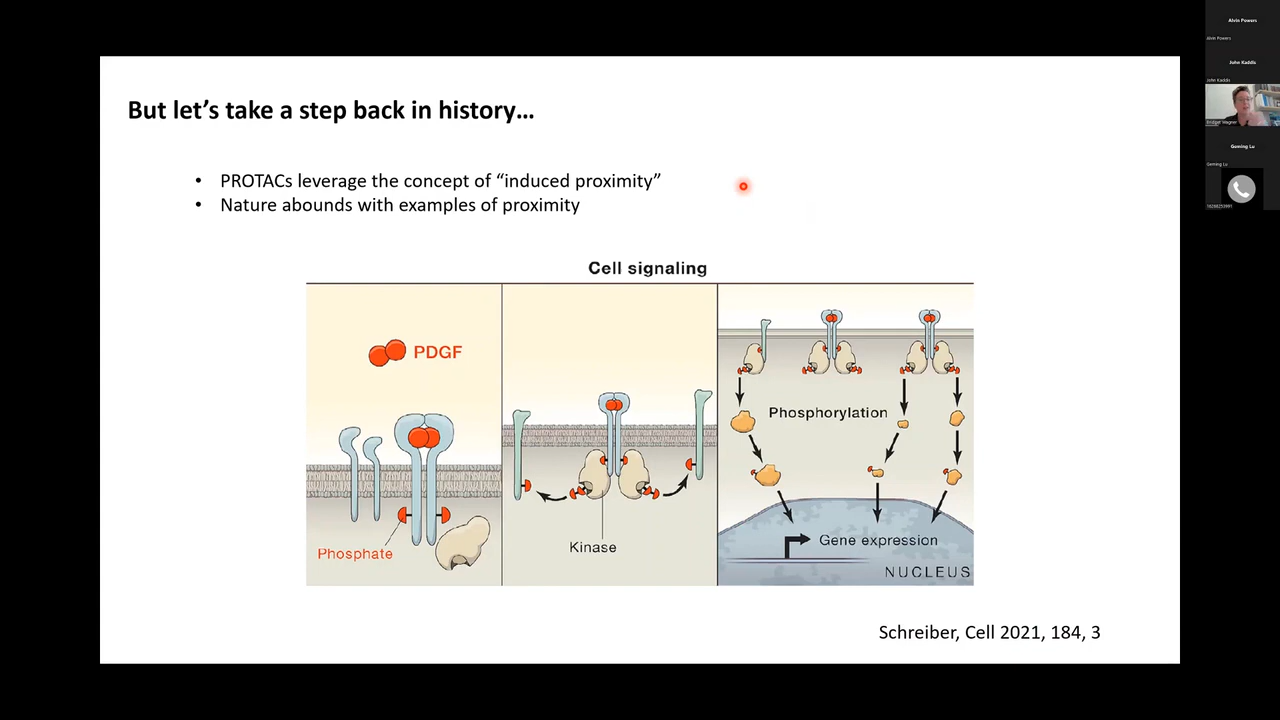 But let's take a step back in history…
• PROTACs leverage the concept of “induced proximity”
• Nature abounds with examples of proximity
Cell signaling
PDGF
Phosphate
Kinase
Phosphorylation
Gene expression
NUCLEUS
Schreiber, Cell 2021, 184, 3
Alvin Powers
Alvin Powers
John Kaddis
John Kaddis
Bridget Wagner
Geming Lu
Geming Lu